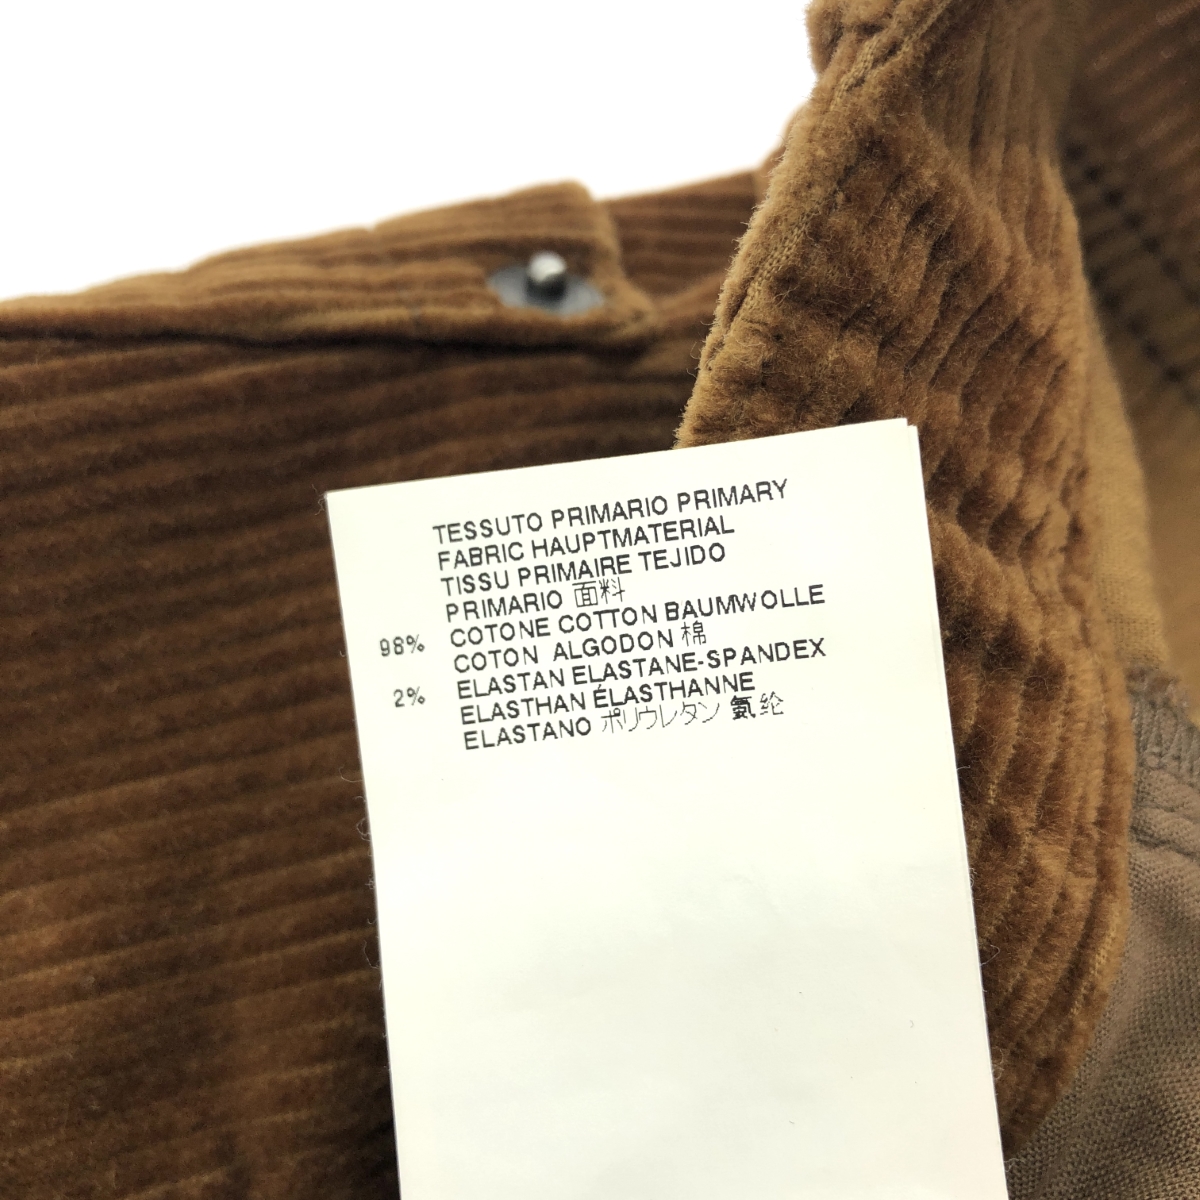 TESSUTO PRIMARIO PRIMARY
FABRIC HAUPTMATERIAL
TISSU PRIMAIRE TEJIDO
PRIMARIO 面料
98% COTONE COTTON BAUMWOLLE
COTON ALGODON 棉
2% ELASTAN ELASTANE-SPANDEX
ELASTHAN ÉLASTHANNE
ELASTANO ポリウレタン 氨纶